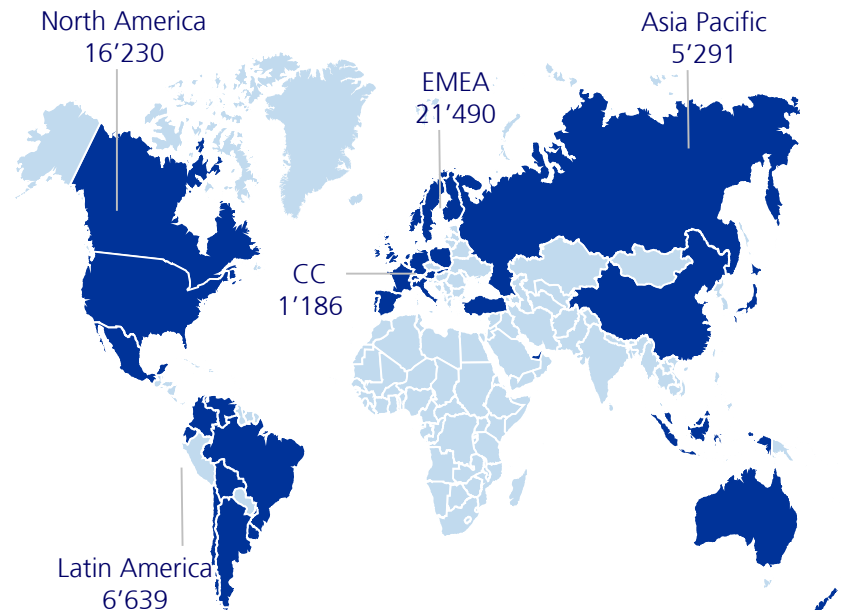 North America
16’230
Asia Pacific
5’291
EMEA
21’490
CC
1’186
Latin America
6’639